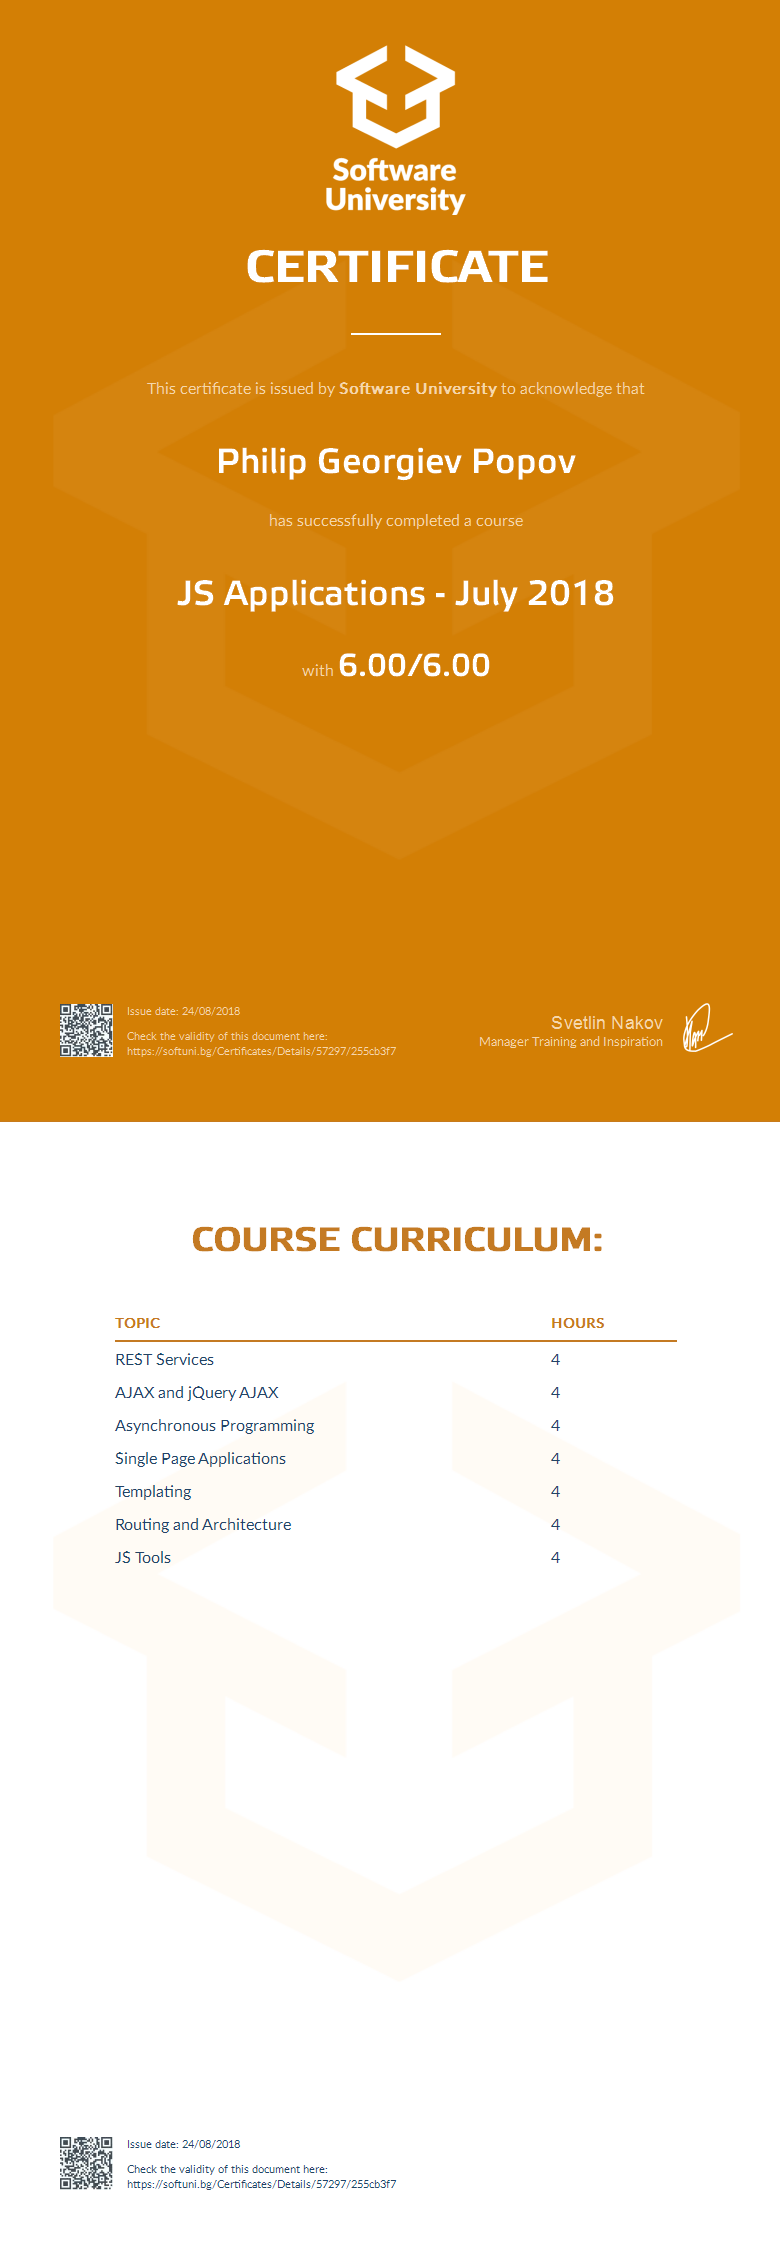 Software
University
CERTIFICATE
This certificate is issued by Software University to acknowledge that
Philip Georgiev Popov
has successfully completed a course
JS Applications - July 2018
with 6.00/6.00
Issue date: 24/08/2018
Check the validity of this document here:
https://softuni.bg/Certificates/Details/57297/255cb3f7
Svetlin Nakov
Manager Training and Inspiration
COURSE CURRICULUM:
TOPIC HOURS
REST Services 4
AJAX and jQuery AJAX 4
Asynchronous Programming 4
Single Page Applications 4
Templating 4
Routing and Architecture 4
JS Tools 4
Issue date: 24/08/2018
Check the validity of this document here:
https://softuni.bg/Certificates/Details/57297/255cb3f7